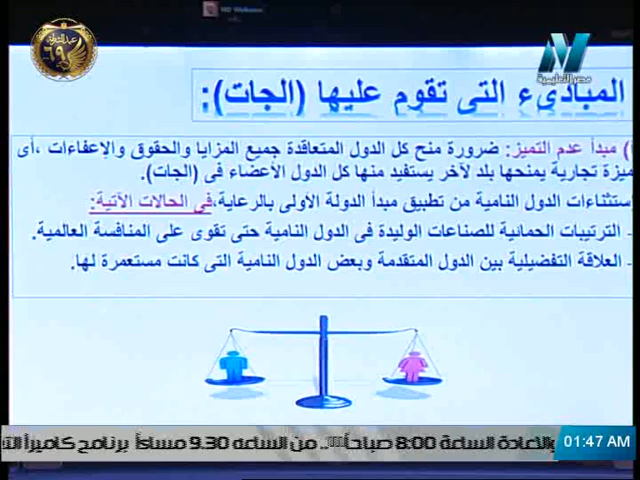 HD
مصر التعليمية
المبادىء التى تقوم عليها (الجات):
١) مبدأ عدم التميز: ضرورة منح كل الدول المتعاقدة جميع المزايا والحقوق والإعفاءات ،أى
ميزة تجارية يمنحها بلد لآخر يستفيد منها كل الدول الأعضاء فى (الجات).
إستثناءات الدول النامية من تطبيق مبدأ الدولة الأولى بالرعاية،فى الحالات الآتية:
- الترتيبات الحمائية للصناعات الوليدة فى الدول النامية حتى تقوى على المنافسة العالمية.
- العلاقة التفضيلية بين الدول المتقدمة وبعض الدول النامية التى كانت مستعمرة لها.
والاعادة الساعة 8:00 صباحاً .. من الساعه 9.30 مساءاً برنامج كاميرا
01:47 AM